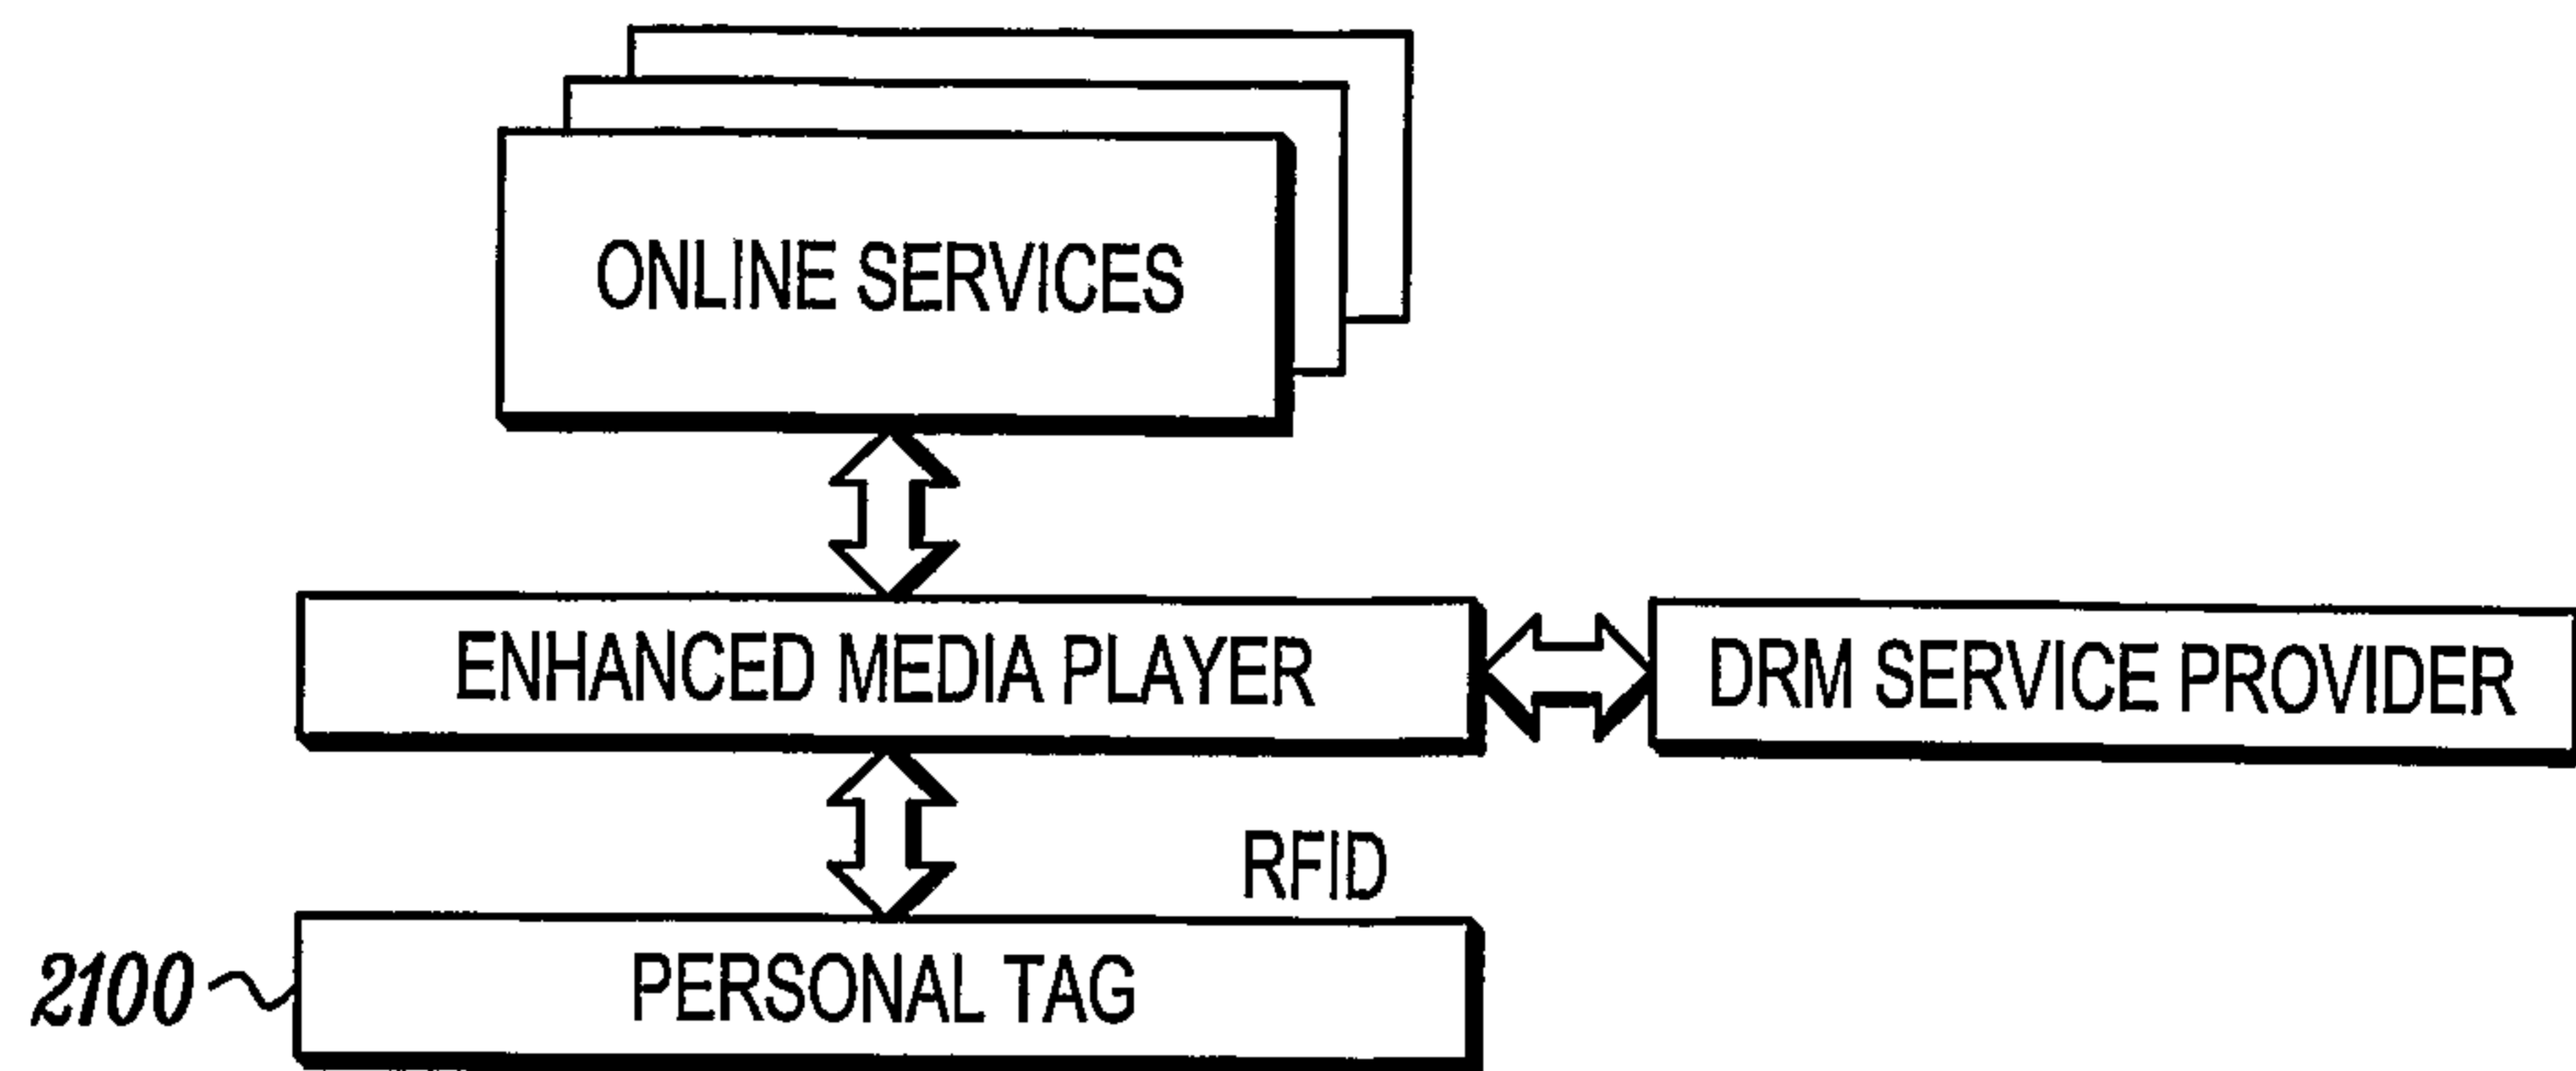 ONLINE SERVICES
ENHANCED MEDIA PLAYER
DRM SERVICE PROVIDER
RFID
2100
PERSONAL TAG